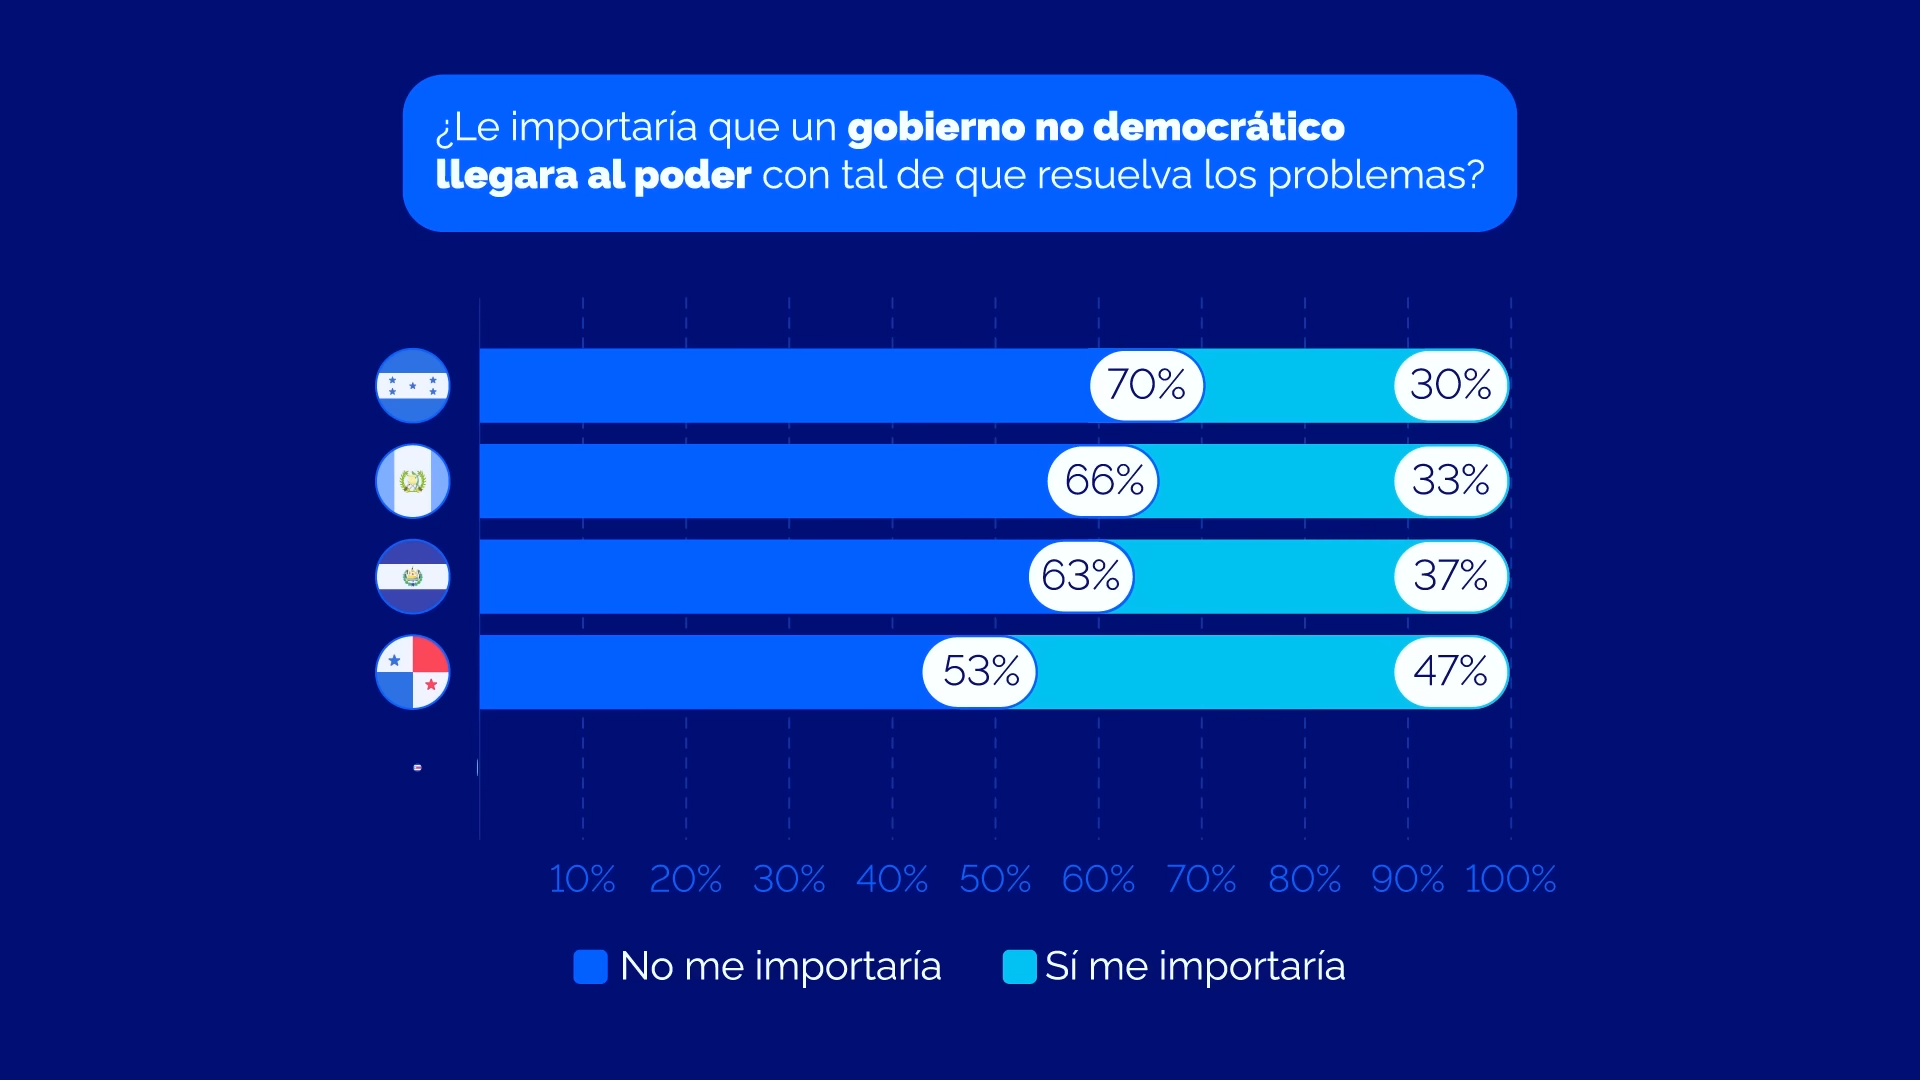 ¿Le importaría que un gobierno no democrático
llegara al poder con tal de que resuelva los problemas?
70% 30%
66% 33%
63% 37%
53% 47%
10% 20% 30% 40% 50% 60% 70% 80% 90% 100%
No me importaría Sí me importaría